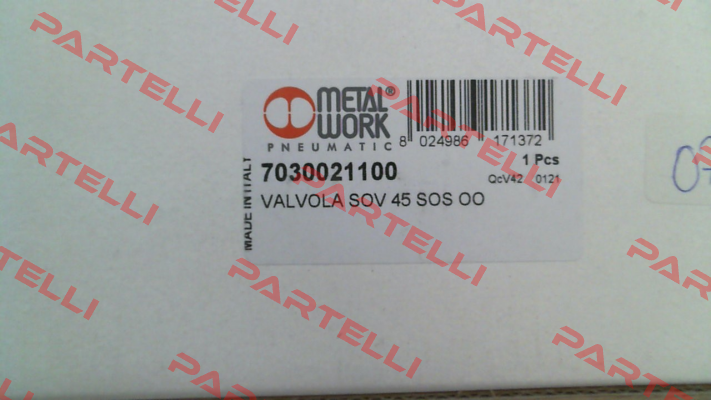 METAL®
WORK
PNEUMATIC
8 024986 171372
7030021100
1 Pcs
QcV42 0121
VALVOLA SOV 45 SOS OO
MADE IN ITALY
PARTELLI
PARTELLI
PARTELLI
PARTELLI
PARTELLI
PARTELLI
PARTELLI
PARTELLI
PARTELLI